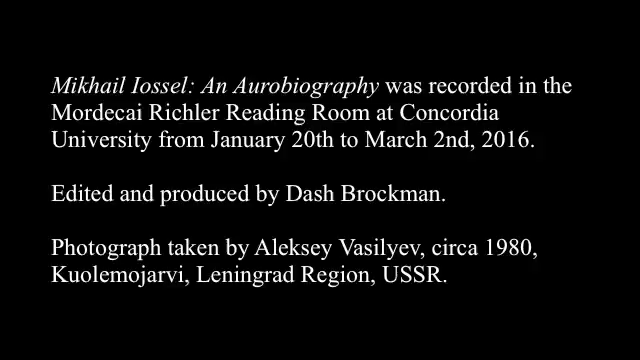 Mikhail Iossel: An Aurobiography was recorded in the
Mordecai Richler Reading Room at Concordia
University from January 20th to March 2nd, 2016.
Edited and produced by Dash Brockman.
Photograph taken by Aleksey Vasilyev, circa 1980,
Kuolemojarvi, Leningrad Region, USSR.